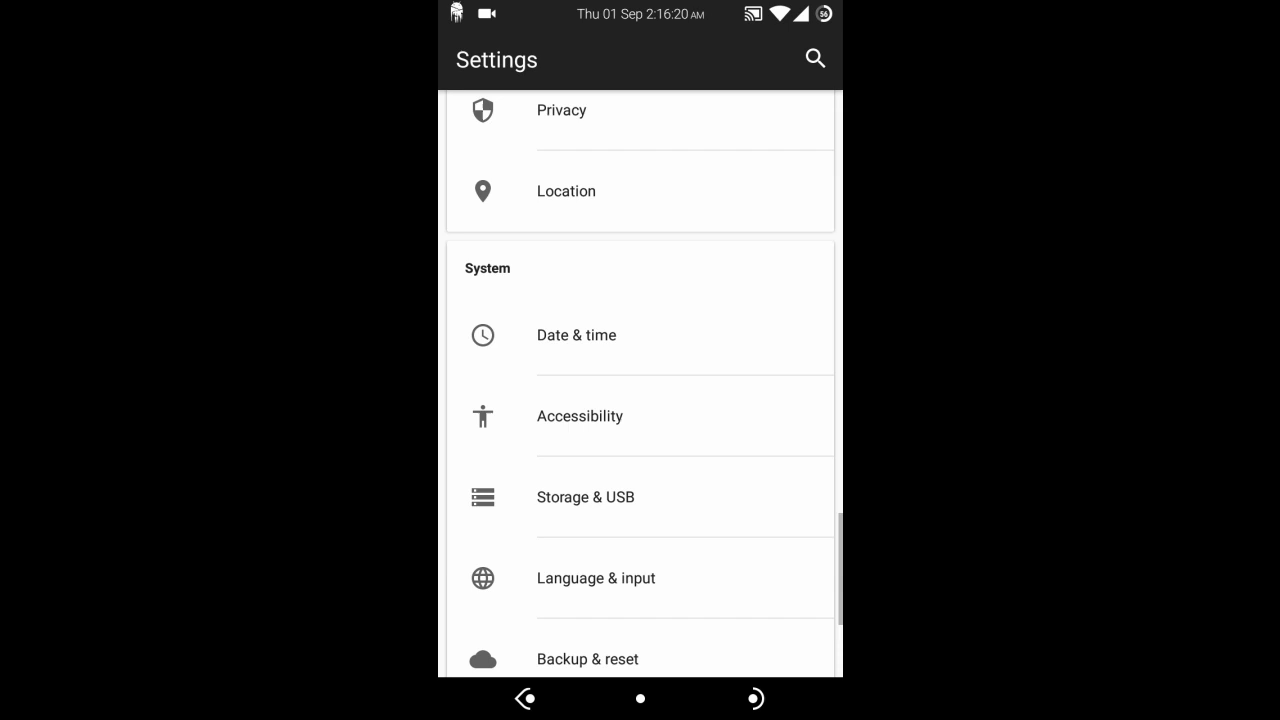 Thu 01 Sep 2:16:20 AM
56
Settings
Privacy
Location
System
Date & time
Accessibility
Storage & USB
Language & input
Backup & reset